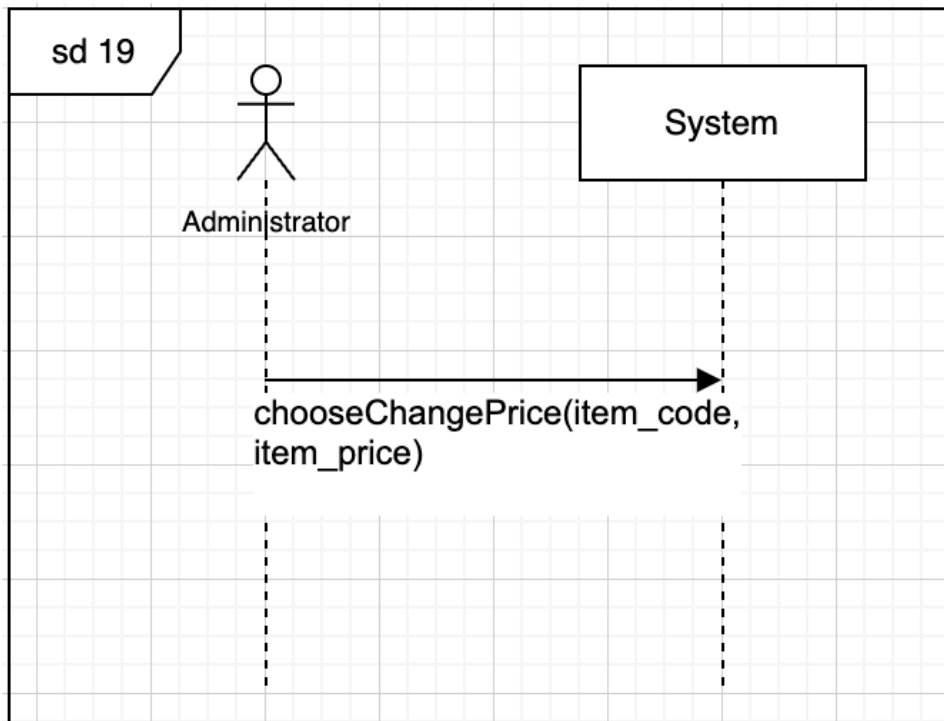 sd 19
System
Administrator
chooseChangePrice(item_code,
item_price)